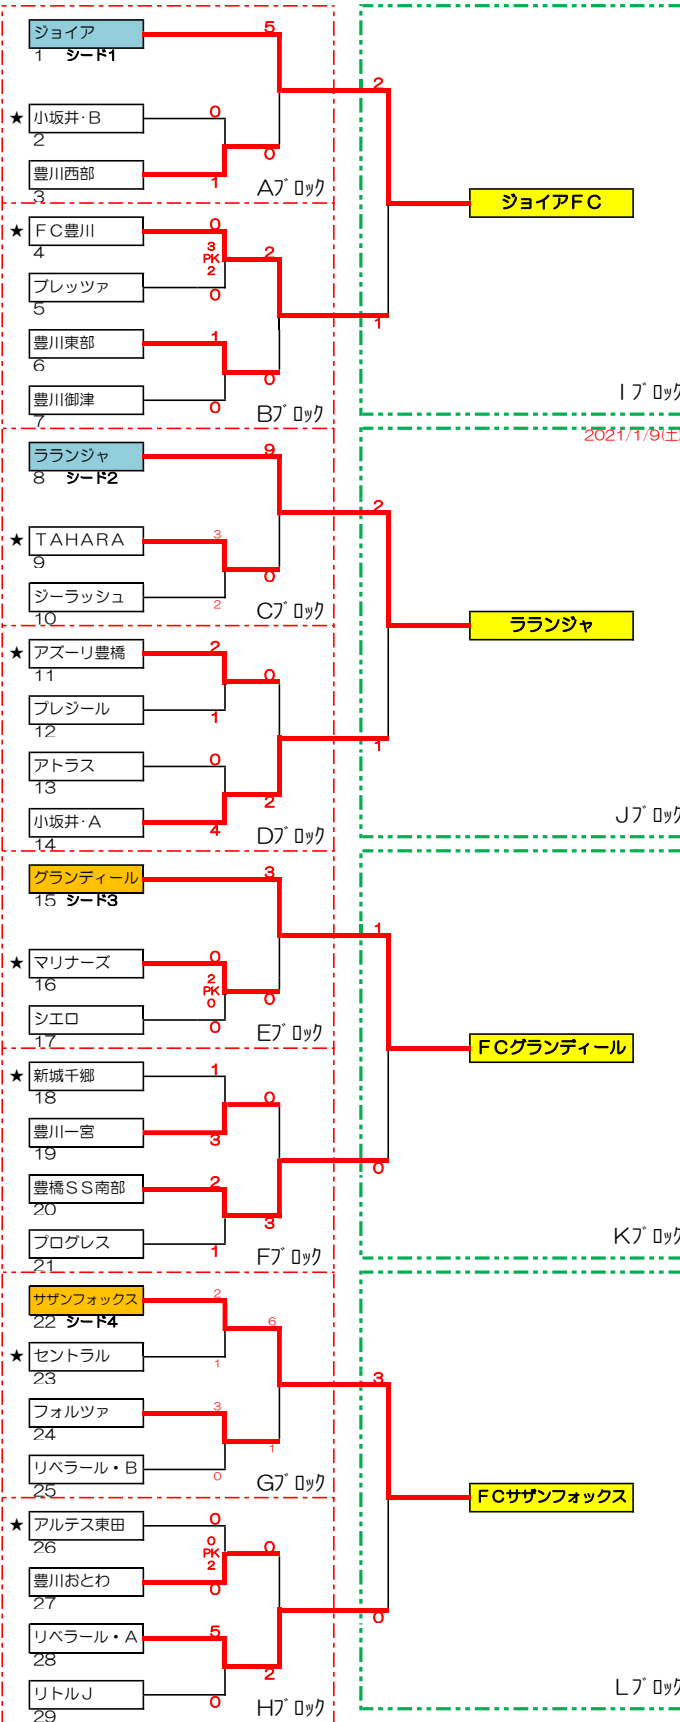 ジョイア
5
1 シード1
2
★ 小坂井・B
0
2
豊川西部
0
3
1
Aブロック
ジョイアFC
★ FC豊川
0
4
3
PK
2
2
プレッツァ
0
5
豊川東部
1
1
6
豊川御津
0
0
7
Bブロック
Iブロック
2021/1/9(土
ラランジャ
9
8 シード2
2
★ TAHARA
3
9
0
ジーラッシュ
2
10
Cブロック
ラランジャ
★ アズーリ豊橋
2
11
0
プレジール
1
12
1
アトラス
0
13
2
小坂井・A
4
14
Dブロック
Jブロック
グランディール
3
15 シード3
1
★ マリナーズ
0
16
2
PK
0
0
シエロ
0
17
Eブロック
FCグランディール
★ 新城千郷
1
18
0
豊川一宮
3
19
0
豊橋SS南部
2
20
3
プログレス
1
21
Fブロック
Kブロック
サザンフォックス
2
22 シード4
6
★ セントラル
1
23
3
フォルツァ
3
24
1
リベラール・B
0
25
Gブロック
FCサザンフォックス
★ アルテス東田
0
26
0
PK
2
0
豊川おとわ
0
27
0
リベラール・A
5
28
2
リトルJ
0
29
Hブロック
Lブロック